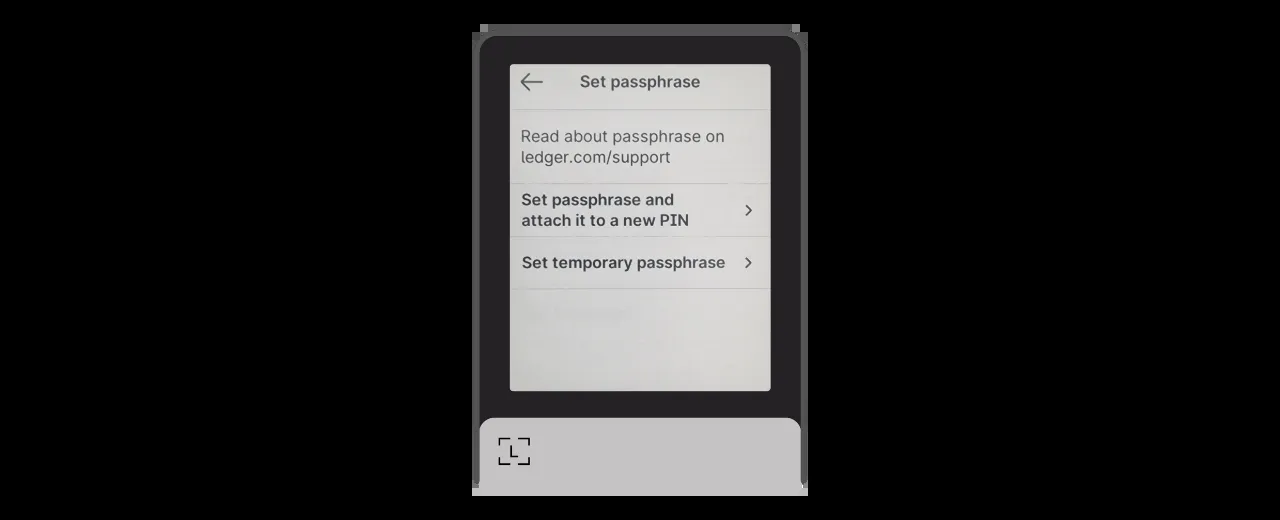 Set passphrase
Read about passphrase on
ledger.com/support
Set passphrase and
attach it to a new PIN
Set temporary passphrase